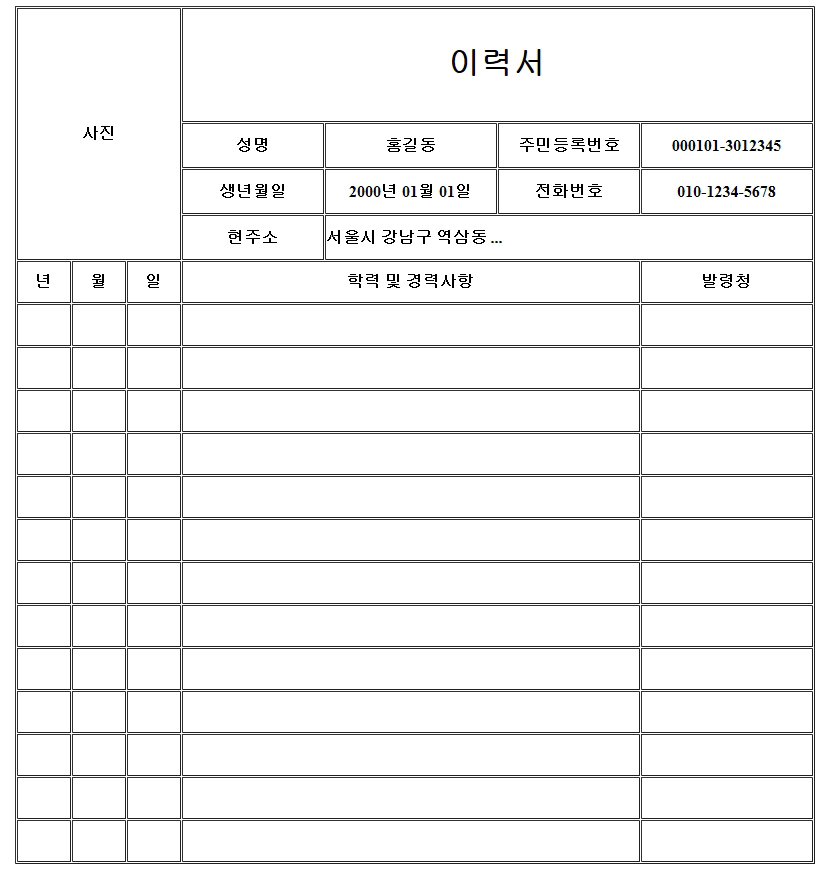 이력서
사진
성명 홍길동 주민등록번호 000101-3012345
생년월일 2000년 01월 01일 전화번호 010-1234-5678
현주소 서울시 강남구 역삼동 ...
년 월 일 학력 및 경력사항 발령청